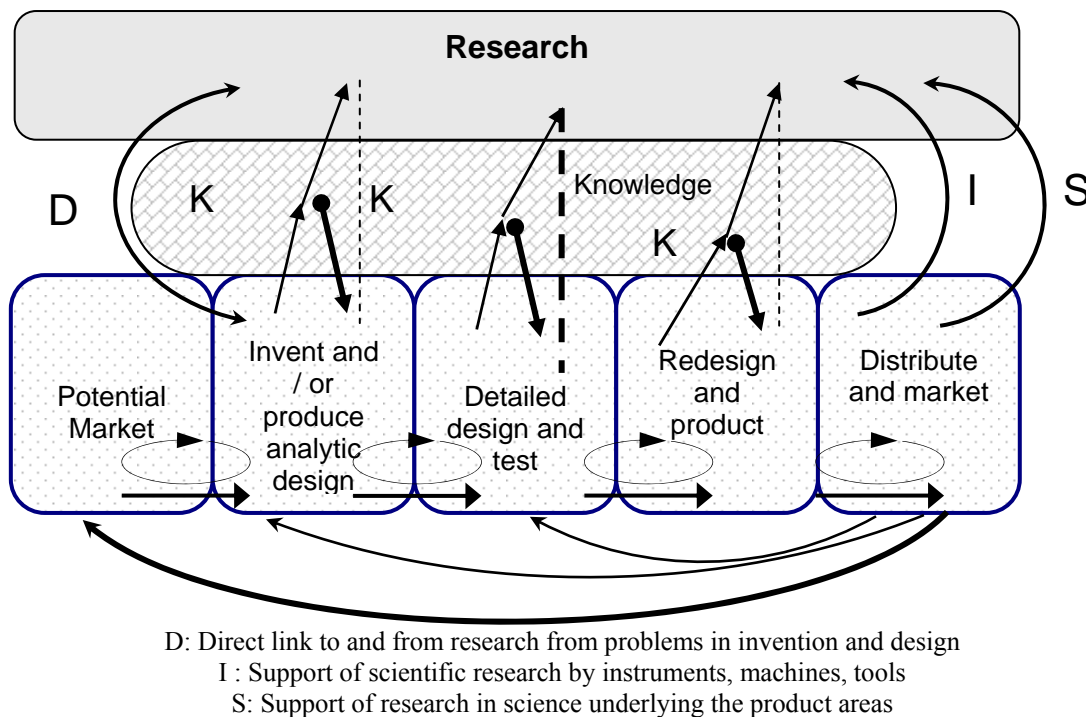 Research
D
K
K
Knowledge
K
I
S
Potential
Market
Invent and
/ or
produce
analytic
design
Detailed
design and
test
Redesign
and
product
Distribute
and market
D: Direct link to and from research from problems in invention and design
I : Support of scientific research by instruments, machines, tools
S: Support of research in science underlying the product areas